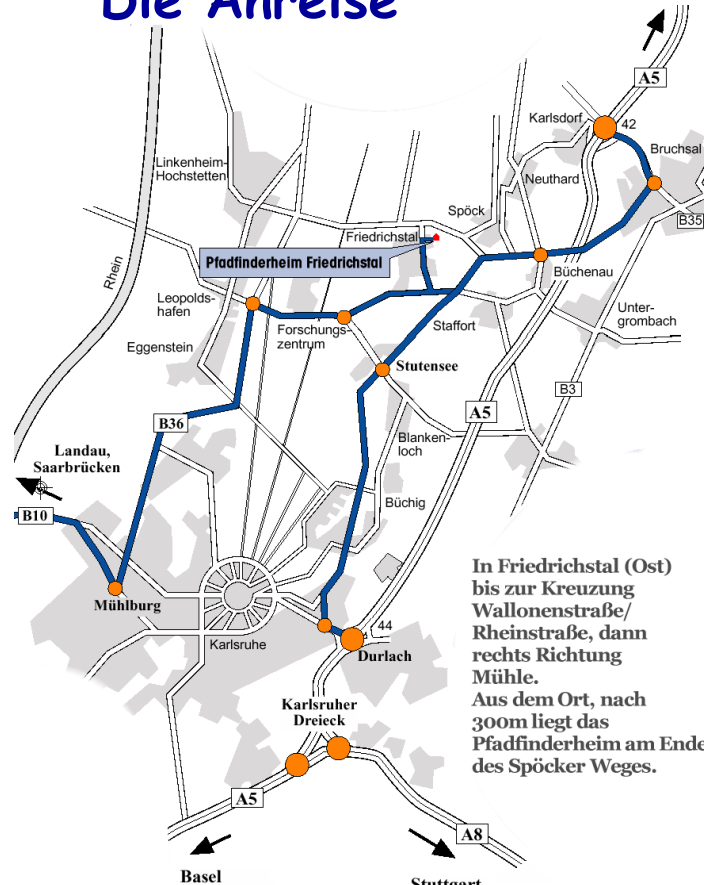 Die Anreise
A5
Karlsdorf
42
Bruchsal
Linkenheim-
Hochstetten
Neuthard
Spöck
B35
Friedrichstal
Pfadfinderheim Friedrichstal
Büchenau
Rhein
Leopolds-
hafen
Forschungs-
zentrum
Staffort
Unter-
grombach
Eggenstein
Stutensee
B3
A5
B36
Blanken-
loch
Landau,
Saarbrücken
Büchig
B10
Mühlburg
Karlsruhe
44
Durlach
In Friedrichstal (Ost)
bis zur Kreuzung
Wallonenstraße/
Rheinstraße, dann
rechts Richtung
Mühle.
Aus dem Ort, nach
300m liegt das
Pfadfinderheim am Ende
des Spöcker Weges.
Karlsruher
Dreieck
A5
A8
Basel
Stuttgart